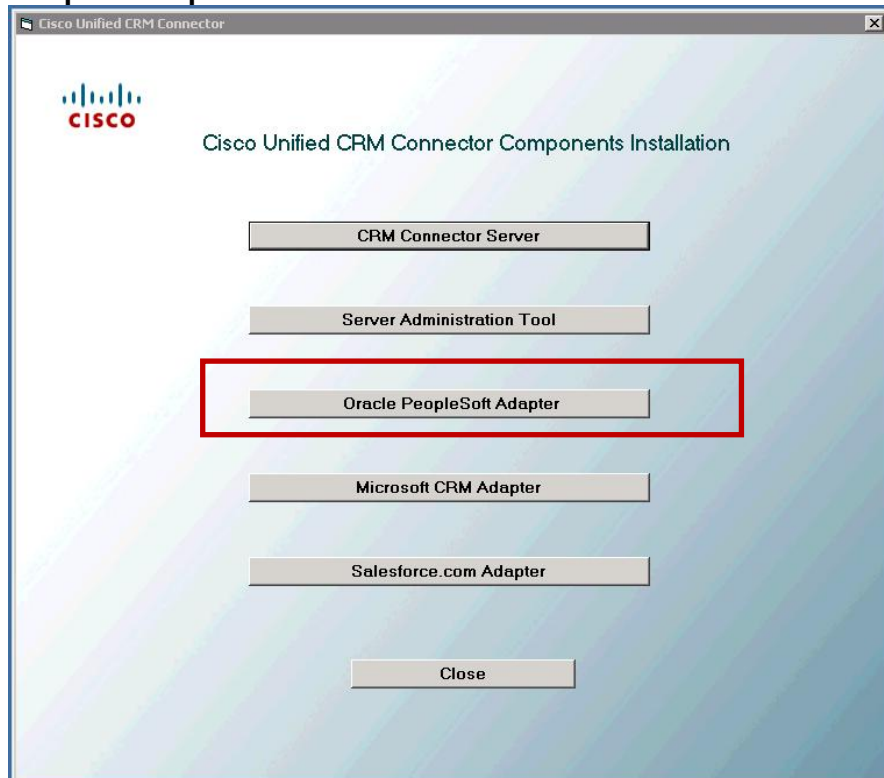 Cisco Unified CRM Connector
CISCO
Cisco Unified CRM Connector Components Installation
CRM Connector Server
Server Administration Tool
Oracle PeopleSoft Adapter
Microsoft CRM Adapter
Salesforce.com Adapter
Close